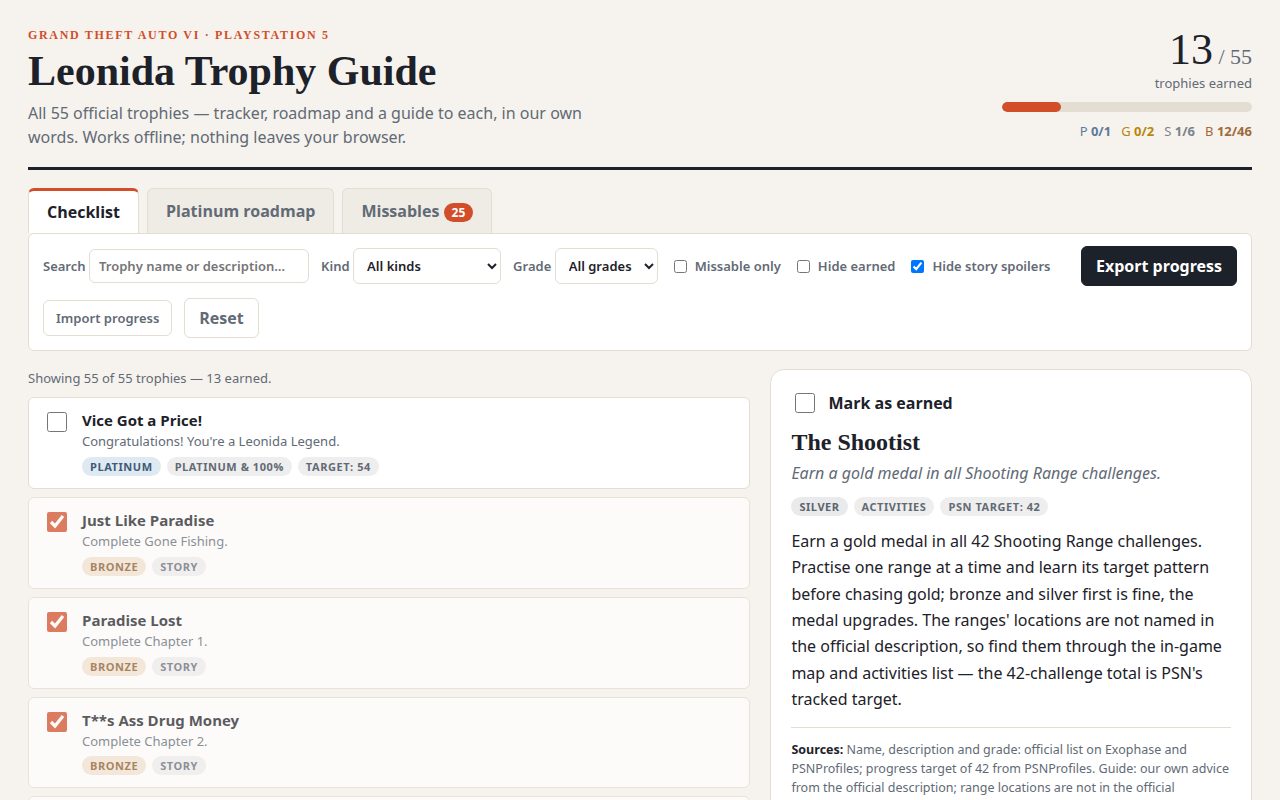 GRAND THEFT AUTO VI · PLAYSTATION 5
Leonida Trophy Guide
All 55 official trophies — tracker, roadmap and a guide to each, in our own
words. Works offline; nothing leaves your browser.
13 / 55
trophies earned
P 0/1 G 0/2 S 1/6 B 12/46
Checklist
Platinum roadmap
Missables 25
Search Trophy name or description... Kind All kinds Grade All grades Missable only Hide earned Hide story spoilers Export progress
Import progress Reset
Showing 55 of 55 trophies — 13 earned.
Vice Got a Price!
Congratulations! You're a Leonida Legend.
PLATINUM PLATINUM & 100% TARGET: 54
Just Like Paradise
Complete Gone Fishing.
BRONZE STORY
Paradise Lost
Complete Chapter 1.
BRONZE STORY
T**s Ass Drug Money
Complete Chapter 2.
BRONZE STORY
Mark as earned
The Shootist
Earn a gold medal in all Shooting Range challenges.
SILVER ACTIVITIES PSN TARGET: 42
Earn a gold medal in all 42 Shooting Range challenges.
Practise one range at a time and learn its target pattern
before chasing gold; bronze and silver first is fine, the
medal upgrades. The ranges' locations are not named in
the official description, so find them through the in-game
map and activities list — the 42-challenge total is PSN's
tracked target.
Sources: Name, description and grade: official list on Exophase and
PSNProfiles; progress target of 42 from PSNProfiles. Guide: our own advice
from the official description; range locations are not in the official